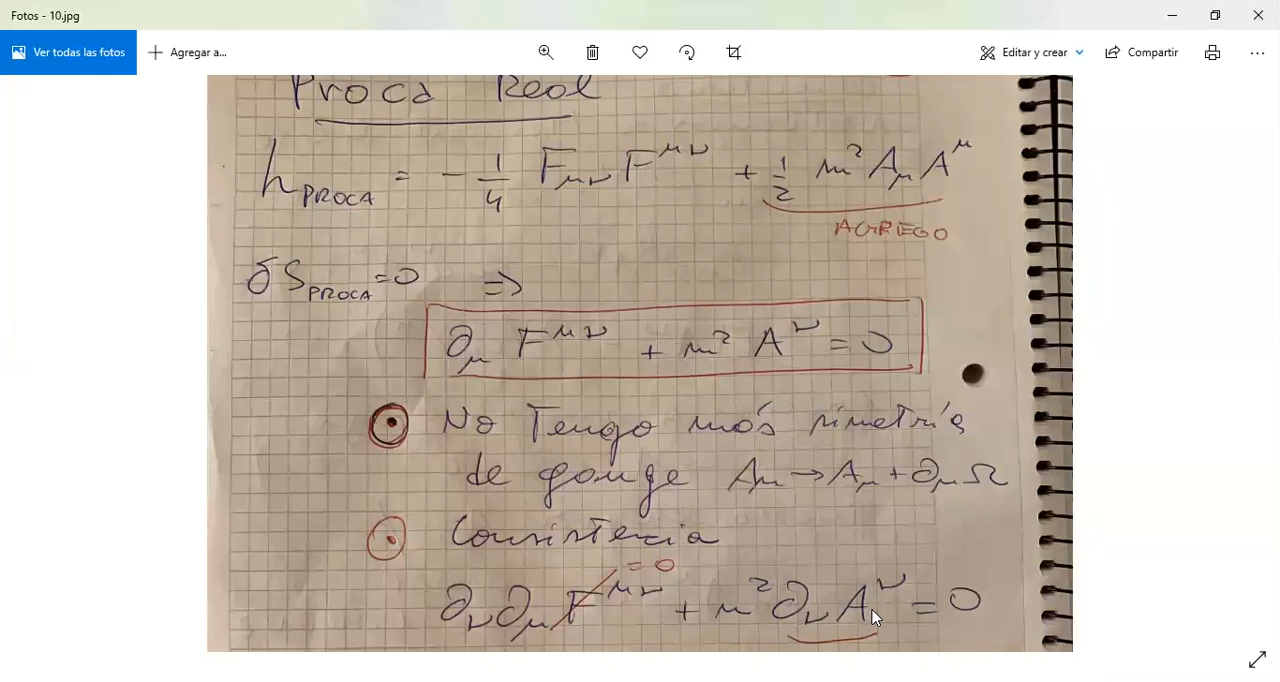 Fotos - 10.jpg
Ver todas las fotos
Agregar a...
Editar y crear
Compartir
Proca Real
ℒ_PROCA = - 1/4 F_μν F^μν + 1/2 m² A_μ A^μ
AGREGO
δS_PROCA = 0 ⇒
∂_μ F^μν + m² A^ν = 0
No Tengo más simetría
de gauge A_μ → A_μ + ∂_μ Ω
Consistencia
= 0
∂_ν ∂_μ F^μν + m² ∂_ν A^ν = 0